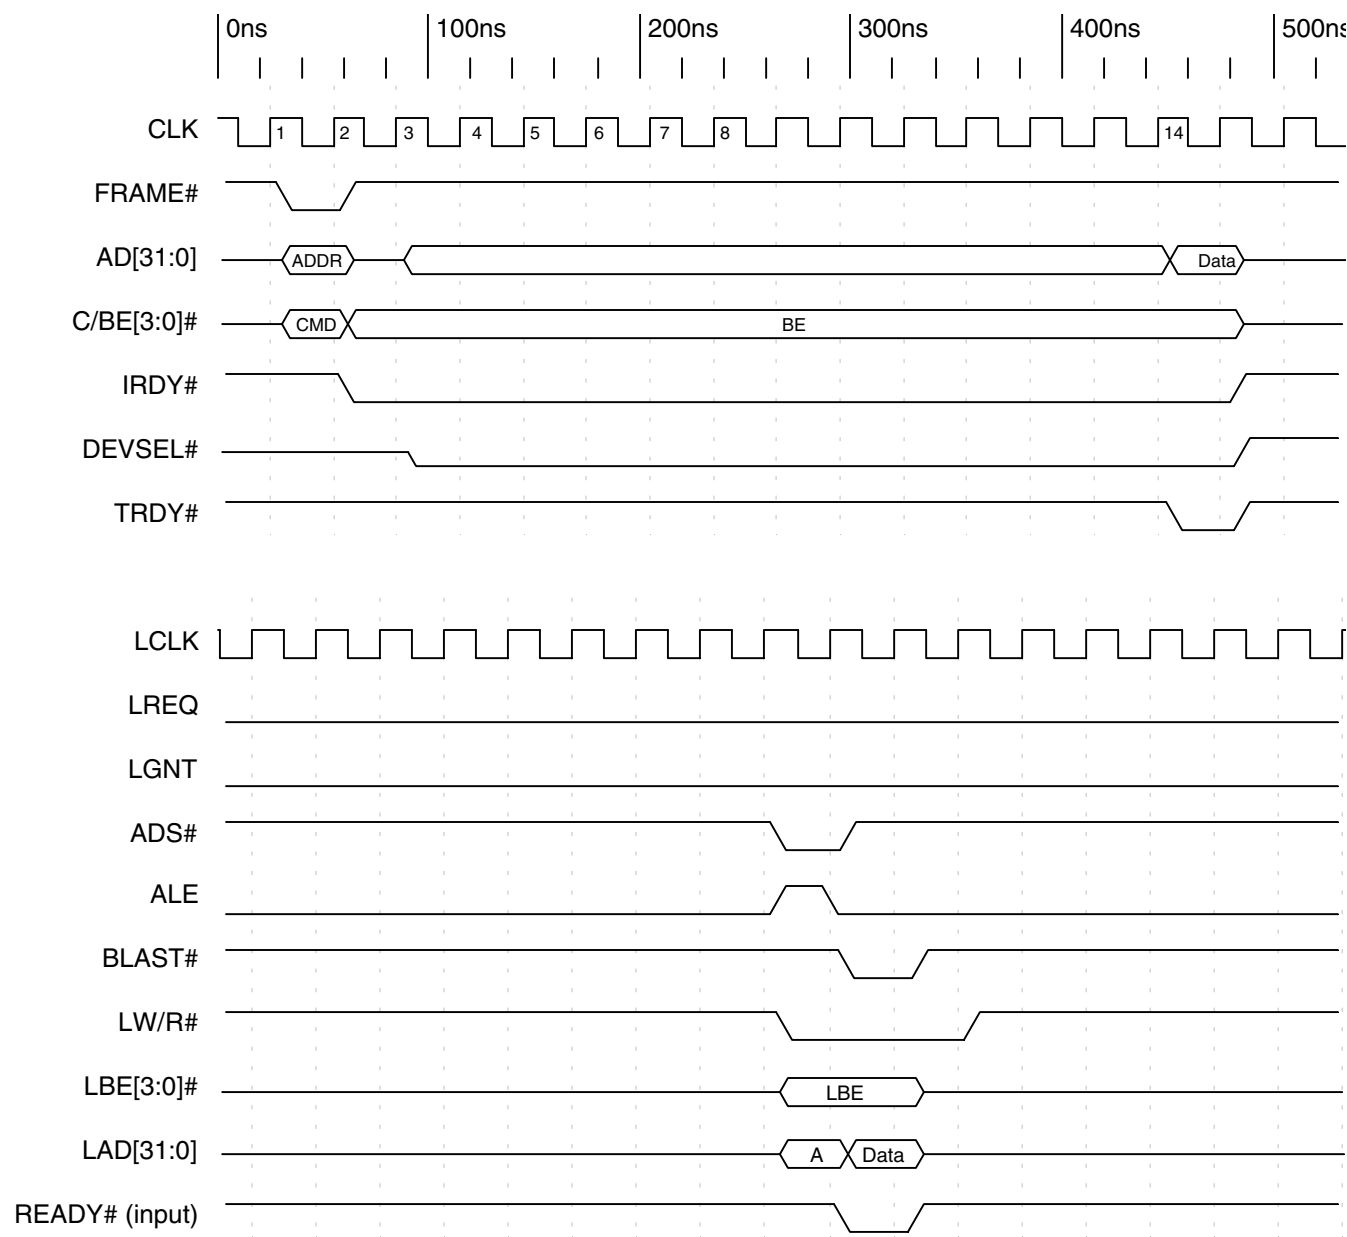 0ns 100ns 200ns 300ns 400ns 500ns
CLK 1 2 3 4 5 6 7 8 14
FRAME#
AD[31:0] ADDR Data
C/BE[3:0]# CMD BE
IRDY#
DEVSEL#
TRDY#
LCLK
LREQ
LGNT
ADS#
ALE
BLAST#
LW/R#
LBE[3:0]# LBE
LAD[31:0] A Data
READY# (input)